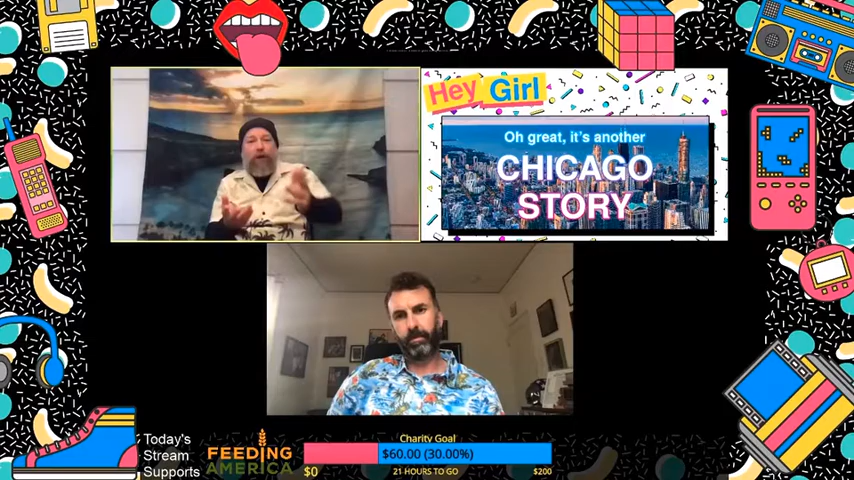 Hey Girl
Oh great, it's another
CHICAGO
STORY
Today's
Stream
Supports
FEEDING
AMERICA
Charity Goal
$60.00 (30.00%)
$0
21 HOURS TO GO
$200